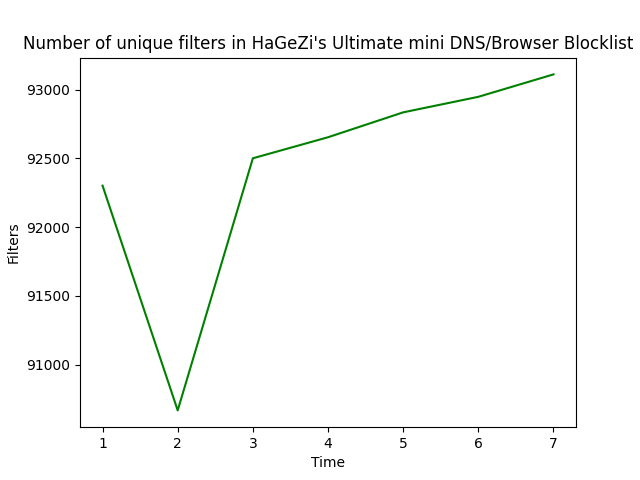 Number of unique filters in HaGeZi's Ultimate mini DNS/Browser Blocklist
93000
92500
92000
91500
91000
Filters
1 2 3 4 5 6 7
Time